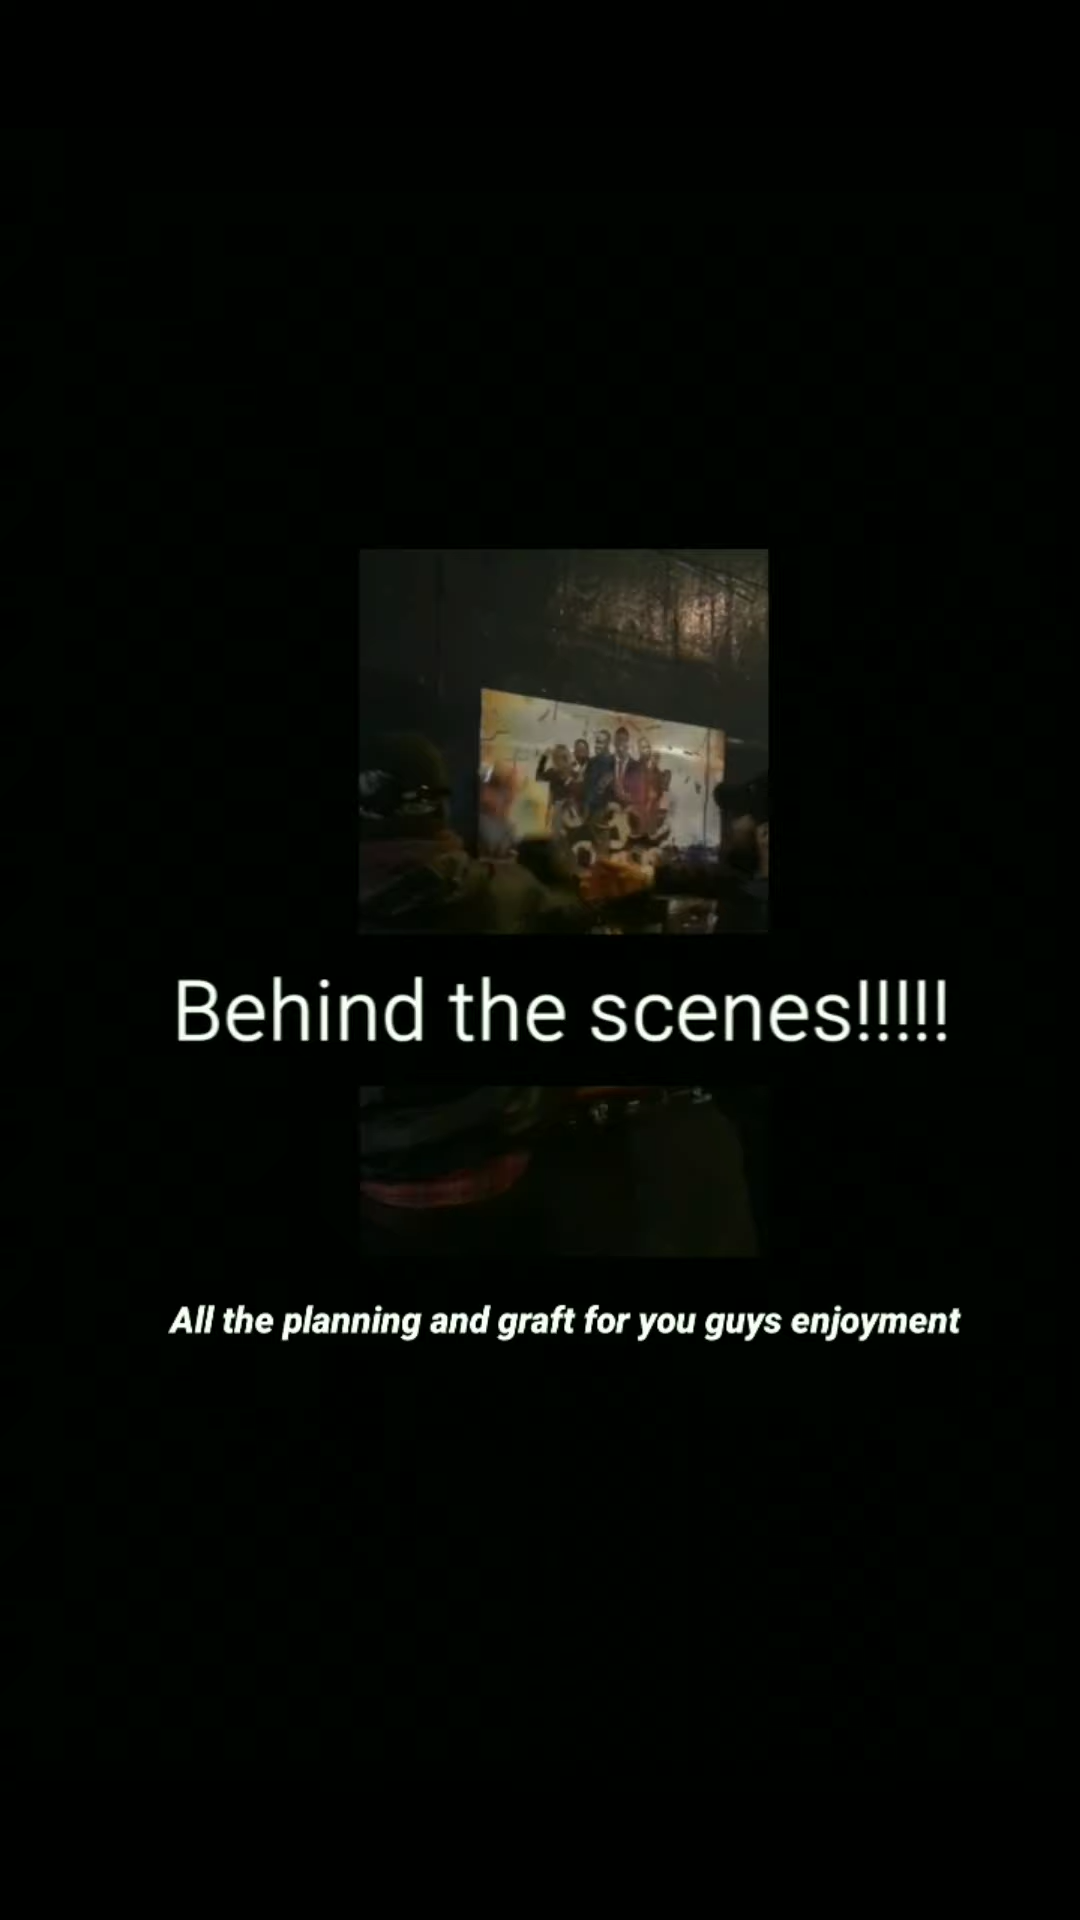 Behind the scenes!!!!!
All the planning and graft for you guys enjoyment